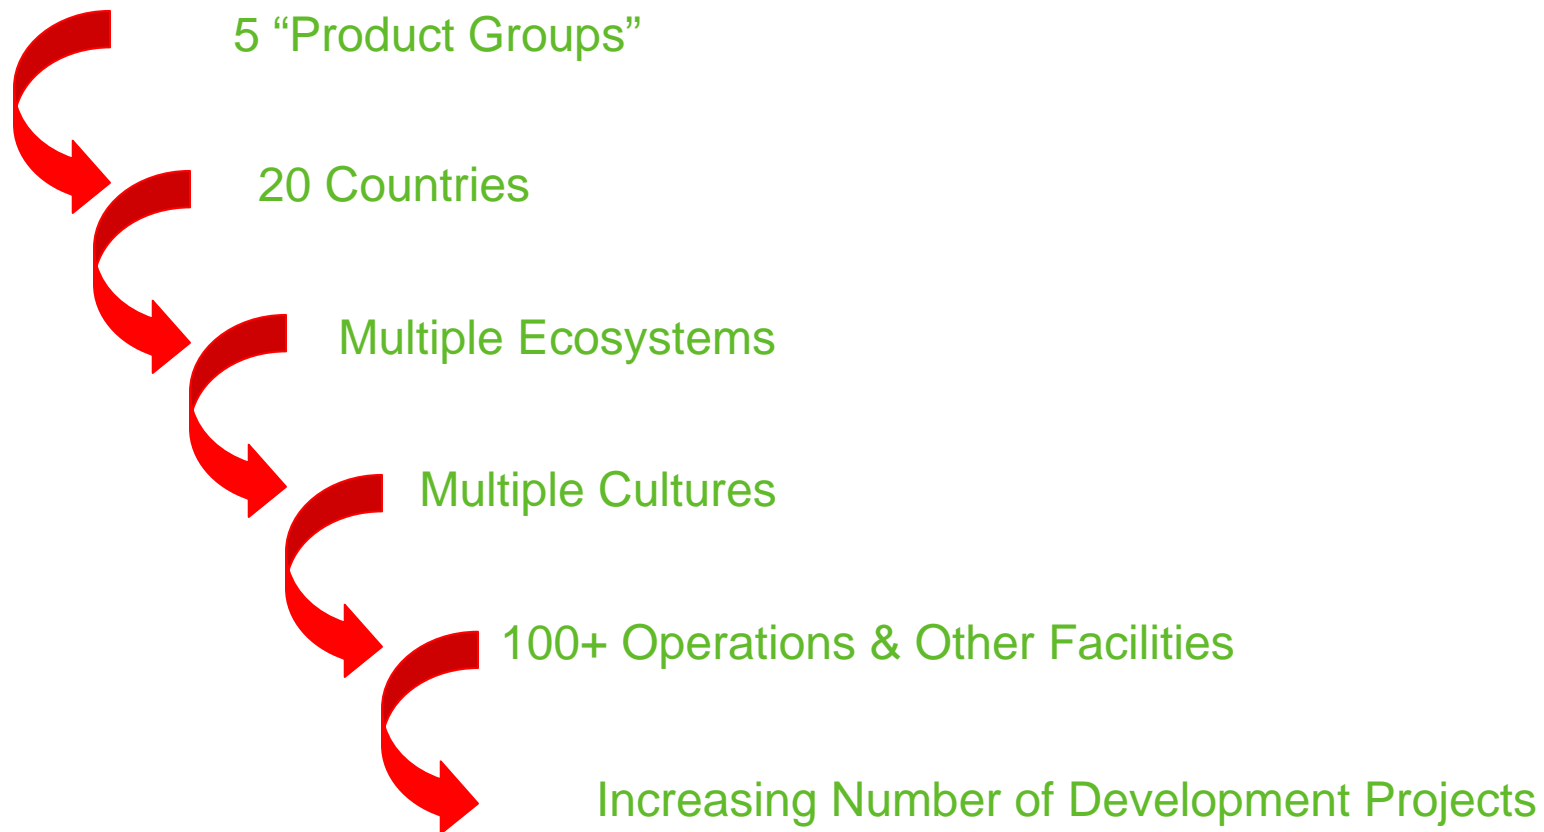 5 “Product Groups”
20 Countries
Multiple Ecosystems
Multiple Cultures
100+ Operations & Other Facilities
Increasing Number of Development Projects